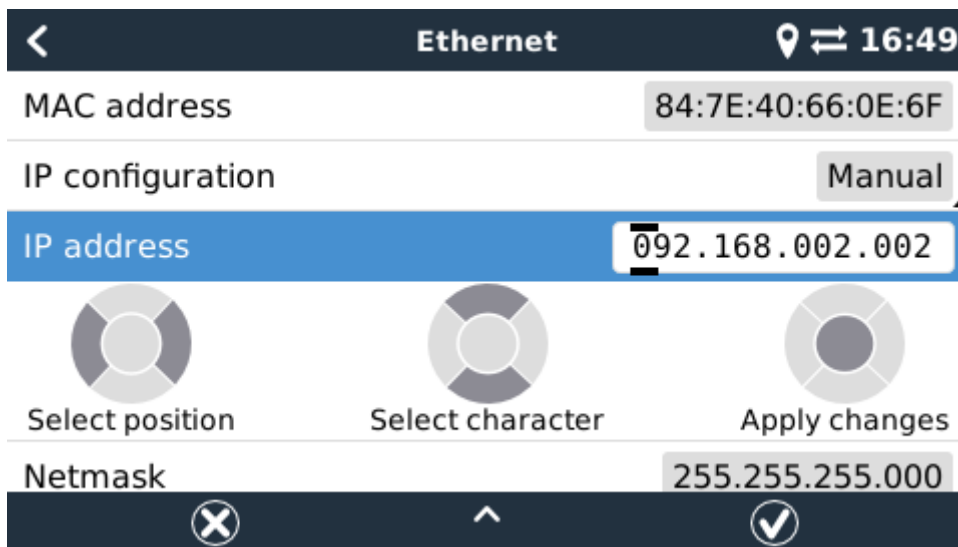 Ethernet 16:49
MAC address 84:7E:40:66:0E:6F
IP configuration Manual
IP address 092.168.002.002
Select position Select character Apply changes
Netmask 255.255.255.000